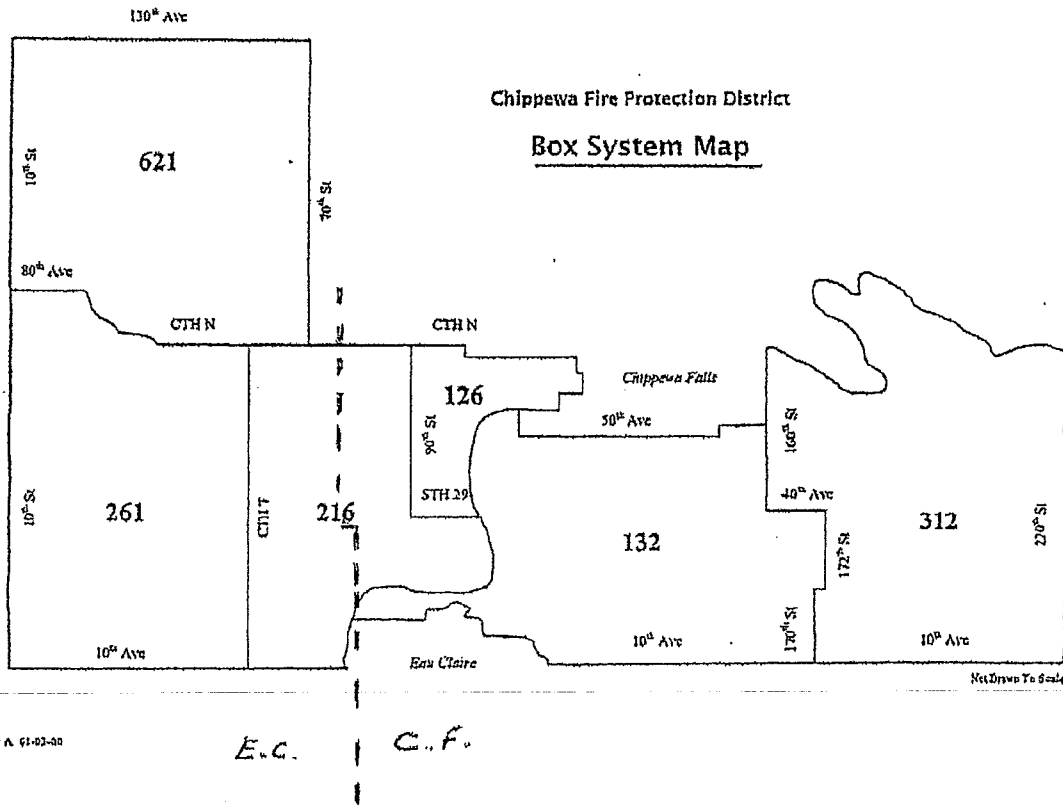 130th Ave
Chippewa Fire Protection District
Box System Map
621
10th St
70th St
80th Ave
CTH N
CTH N
126
Chippewa Falls
50th Ave
160th St
90th St
STH 29
40th Ave
10th St
261
CTH T
216
132
312
172nd St
220th St
170th St
10th Ave
Eau Claire
10th Ave
10th Ave
Not Drawn To Scale
E.C.
C.F.